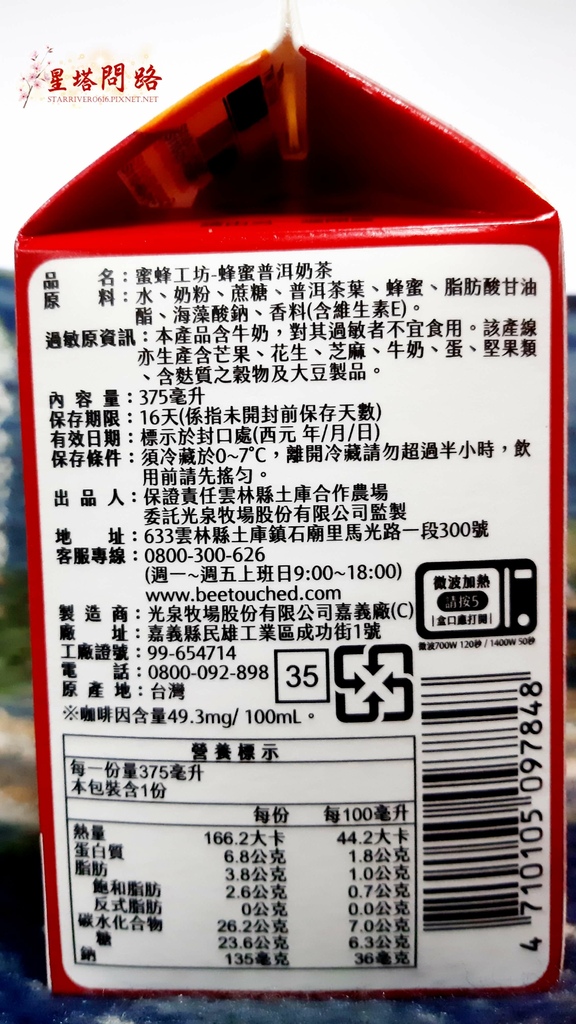 星塔問路
STARRIVER0616.PIXNET.NET
品名：蜜蜂工坊-蜂蜜普洱奶茶
原料：水、奶粉、蔗糖、普洱茶葉、蜂蜜、脂肪酸甘油
酯、海藻酸鈉、香料(含維生素E)。
過敏原資訊：本產品含牛奶，對其過敏者不宜食用。該產線
亦生產含芒果、花生、芝麻、牛奶、蛋、堅果類
、含麩質之穀物及大豆製品。
內容量：375毫升
保存期限：16天(係指未開封前保存天數)
有效日期：標示於封口處(西元 年/月/日)
保存條件：須冷藏於0~7°C，離開冷藏請勿超過半小時，飲
用前請先搖勻。
出品人：保證責任雲林縣土庫合作農場
委託光泉牧場股份有限公司監製
地址：633雲林縣土庫鎮石廟里馬光路一段300號
客服專線：0800-300-626
(週一~週五上班日9:00~18:00)
www.beetouched.com
製造商：光泉牧場股份有限公司嘉義廠(C)
廠址：嘉義縣民雄工業區成功街1號
工廠證號：99-654714
電話：0800-092-898
原產地：台灣
※咖啡因含量49.3mg/ 100mL。
35
微波加熱
請按5
盒口應打開
微波700W 120秒 / 1400W 50秒
營養標示
每一份量375毫升
本包裝含1份
每份 每100毫升
熱量 166.2大卡 44.2大卡
蛋白質 6.8公克 1.8公克
脂肪 3.8公克 1.0公克
飽和脂肪 2.6公克 0.7公克
反式脂肪 0公克 0.0公克
碳水化合物 26.2公克 7.0公克
糖 23.6公克 6.3公克
鈉 135毫克 36毫克
4 710105 097848